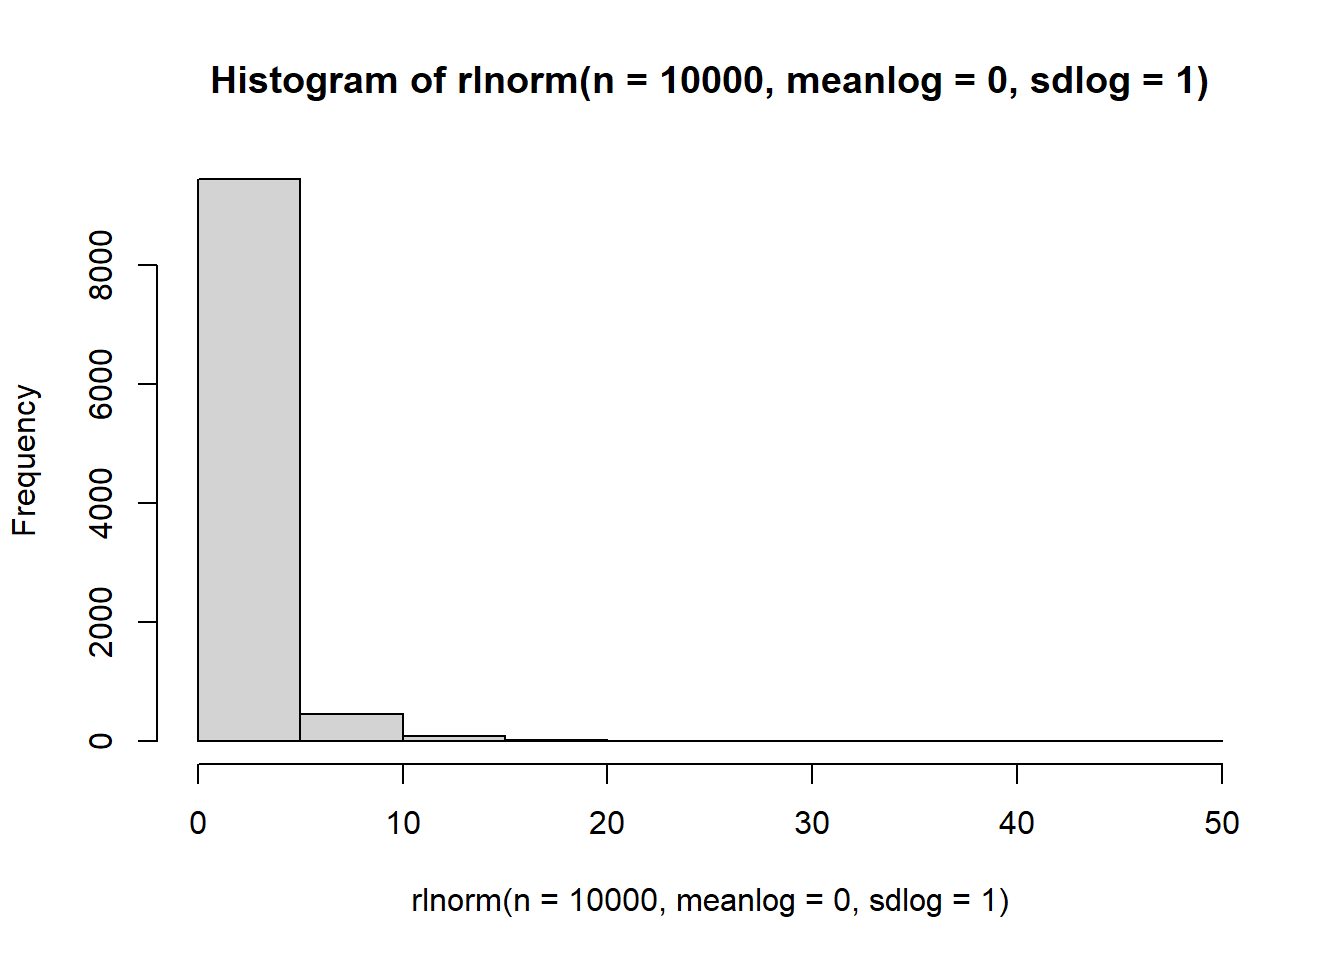 Histogram of rlnorm(n = 10000, meanlog = 0, sdlog = 1)
Frequency
8000
6000
4000
2000
0
0 10 20 30 40 50
rlnorm(n = 10000, meanlog = 0, sdlog = 1)